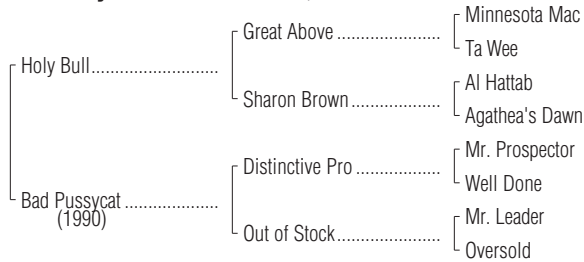 Minnesota Mac
Great Above ..................
Ta Wee
Holy Bull.......................
Al Hattab
Sharon Brown...............
Agathea's Dawn
Mr. Prospector
Distinctive Pro ..............
Well Done
Bad Pussycat .................
(1990)
Mr. Leader
Out of Stock.................
Oversold